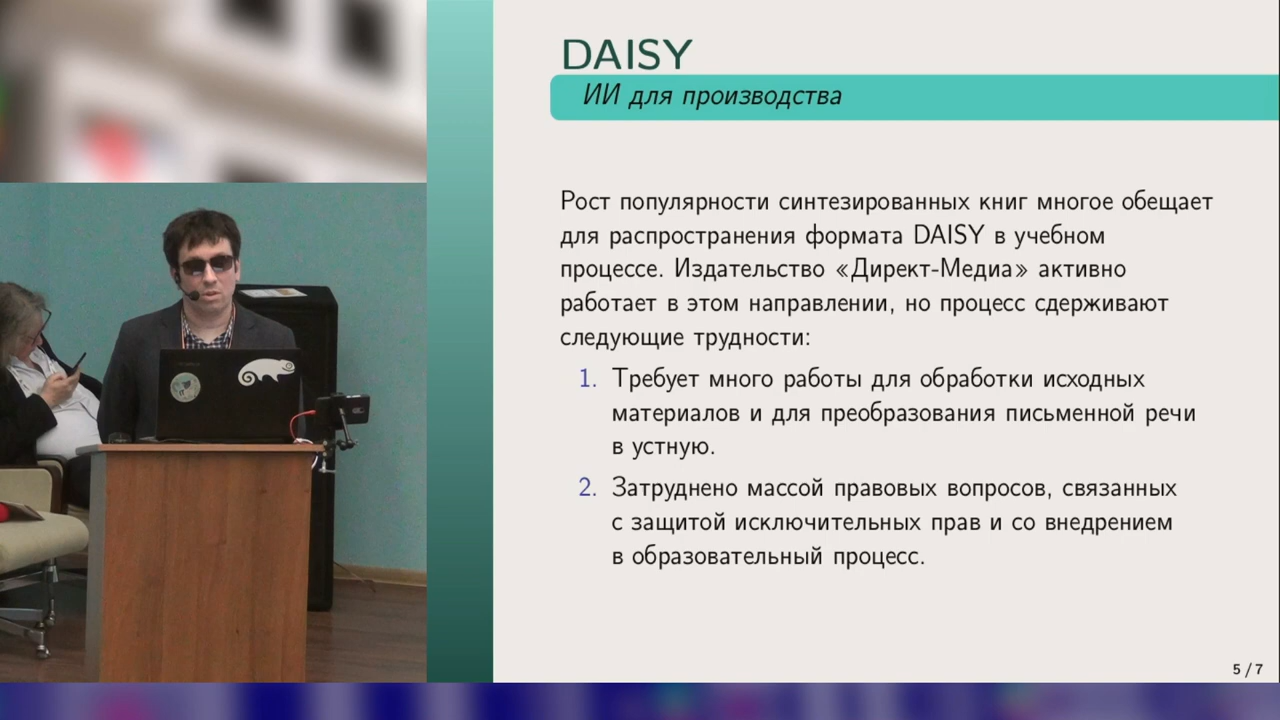 DAISY
ИИ для производства
Рост популярности синтезированных книг многое обещает
для распространения формата DAISY в учебном
процессе. Издательство «Директ-Медиа» активно
работает в этом направлении, но процесс сдерживают
следующие трудности:
1. Требует много работы для обработки исходных
материалов и для преобразования письменной речи
в устную.
2. Затруднено массой правовых вопросов, связанных
с защитой исключительных прав и со внедрением
в образовательный процесс.
5 / 7